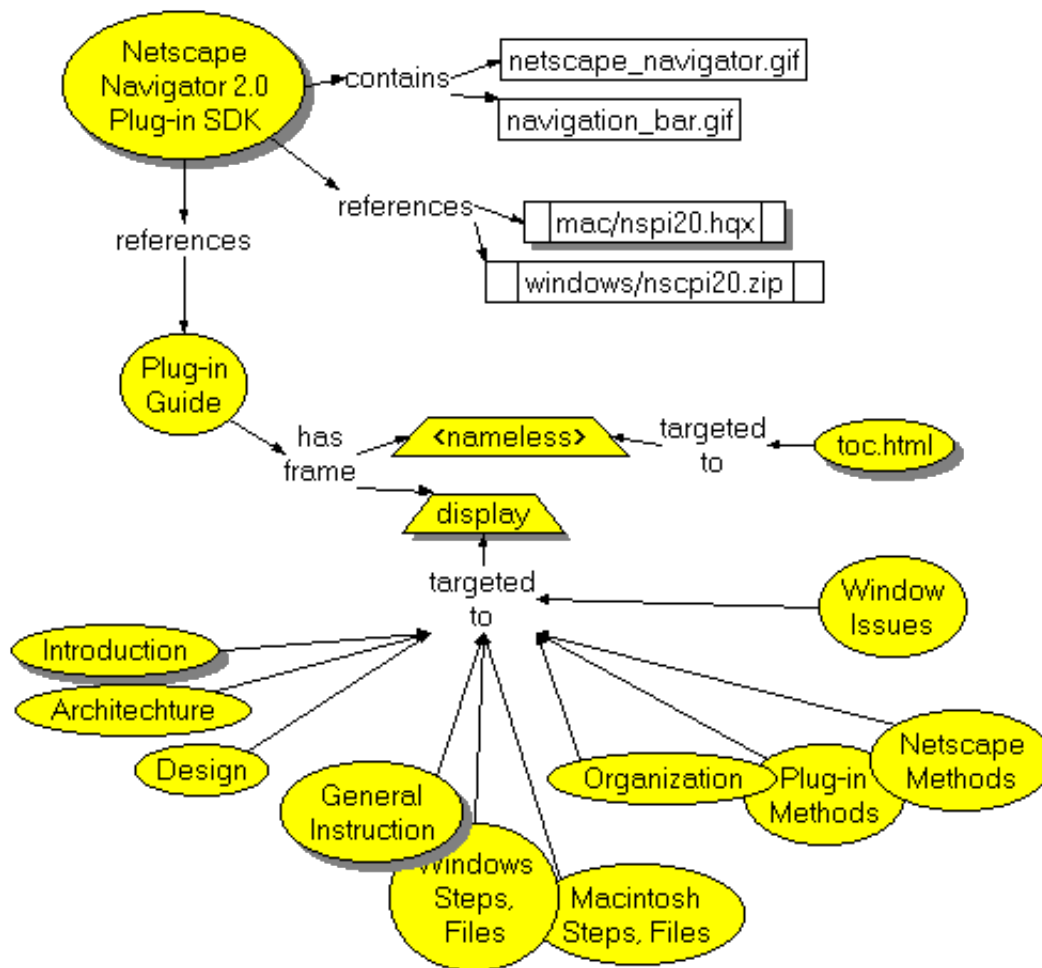 Netscape
Navigator 2.0
Plug-in SDK
contains
netscape_navigator.gif
navigation_bar.gif
references
mac/nspi20.hqx
windows/nscpi20.zip
references
Plug-in
Guide
has
frame
<nameless>
targeted
to
toc.html
display
targeted
to
Window
Issues
Introduction
Architechture
Design
General
Instruction
Windows
Steps,
Files
Macintosh
Steps, Files
Organization
Plug-in
Methods
Netscape
Methods